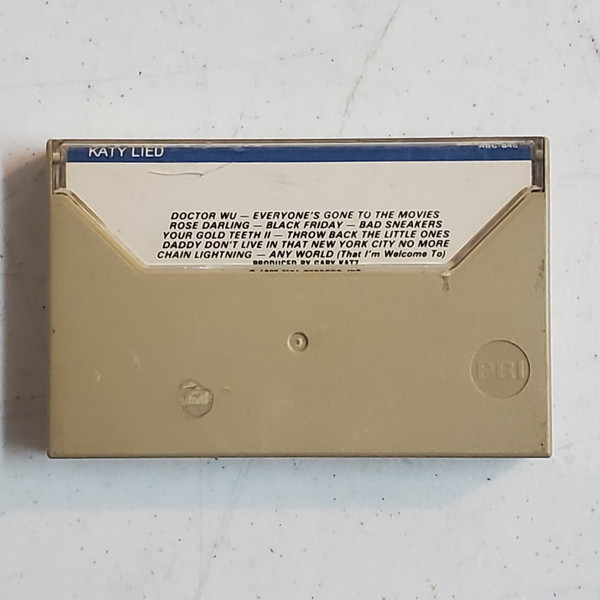 KATY LIED
DOCTOR WU — EVERYONE'S GONE TO THE MOVIES
ROSE DARLING — BLACK FRIDAY — BAD SNEAKERS
YOUR GOLD TEETH II — THROW BACK THE LITTLE ONES
DADDY DON'T LIVE IN THAT NEW YORK CITY NO MORE
CHAIN LIGHTNING — ANY WORLD (That I'm Welcome To)
PRODUCED BY GARY KATZ
PRI